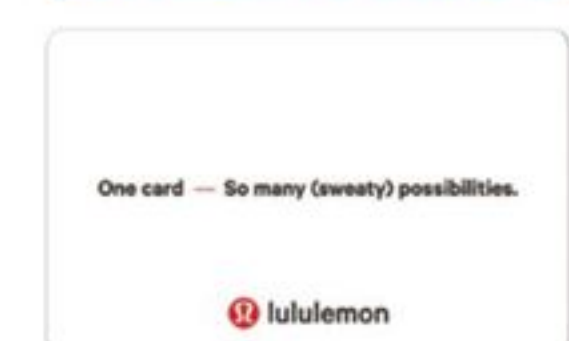 One card — So many (sweaty) possibilities.
lululemon